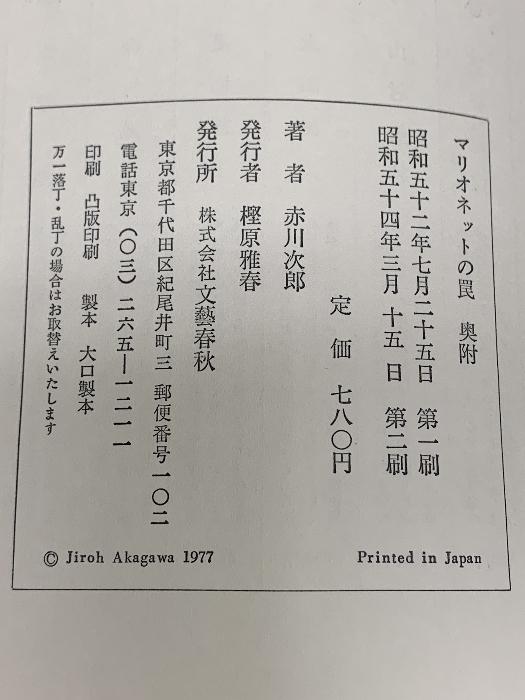 マリオネットの罠　奥附
昭和五十二年七月二十五日　第一刷
昭和五十四年三月 十五 日　第二刷
定　価　七八〇円
著　者　赤川次郎
発行者　樫原雅春
発行所　株式会社文藝春秋
東京都千代田区紀尾井町三　郵便番号一〇二
電話東京（〇三）二六五―一二一一
印刷　凸版印刷　製本　大口製本
万一落丁・乱丁の場合はお取替えいたします
© Jiroh Akagawa 1977
Printed in Japan